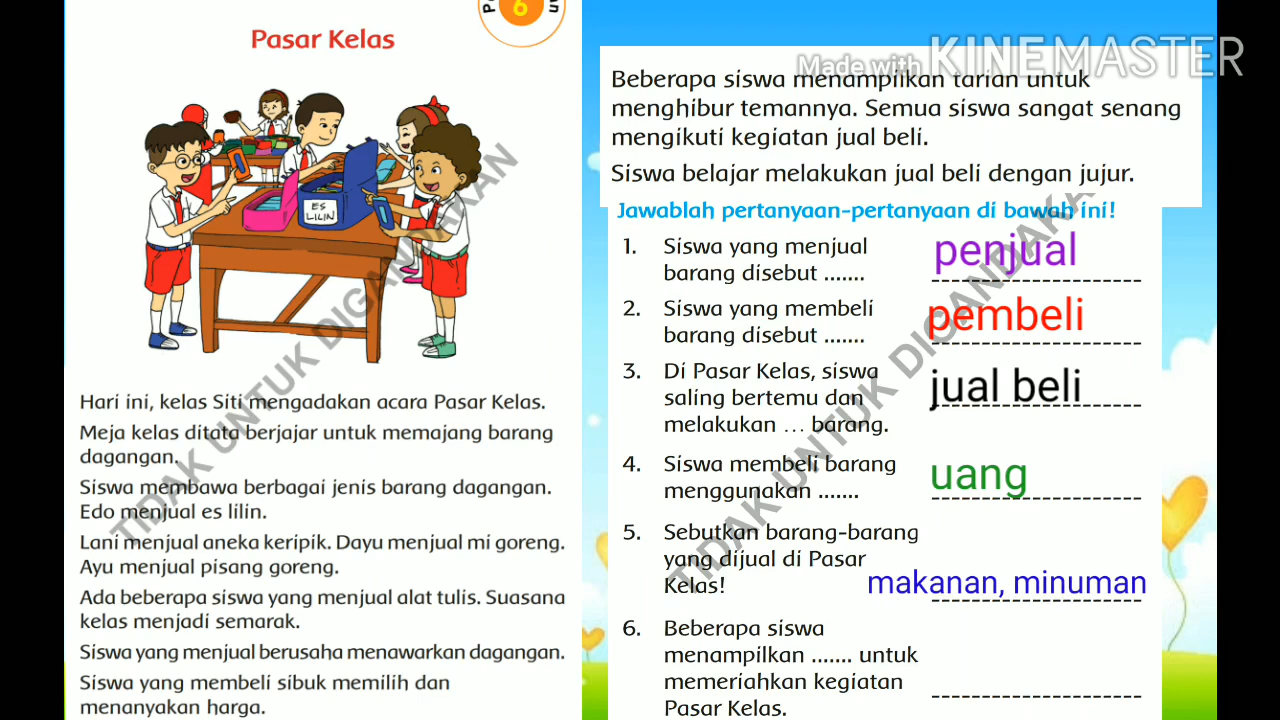 6
Pasar Kelas
ES
LILIN
Hari ini, kelas Siti mengadakan acara Pasar Kelas.
Meja kelas ditata berjajar untuk memajang barang
dagangan.
Siswa membawa berbagai jenis barang dagangan.
Edo menjual es lilin.
Lani menjual aneka keripik. Dayu menjual mi goreng.
Ayu menjual pisang goreng.
Ada beberapa siswa yang menjual alat tulis. Suasana
kelas menjadi semarak.
Siswa yang menjual berusaha menawarkan dagangan.
Siswa yang membeli sibuk memilih dan
menanyakan harga.
TIDAK UNTUK DIGANDAKAN
Made with KINEMASTER
Beberapa siswa menampilkan tarian untuk
menghibur temannya. Semua siswa sangat senang
mengikuti kegiatan jual beli.
Siswa belajar melakukan jual beli dengan jujur.
Jawablah pertanyaan-pertanyaan di bawah ini!
1. Siswa yang menjual
barang disebut ....... penjual
2. Siswa yang membeli
barang disebut ....... pembeli
3. Di Pasar Kelas, siswa
saling bertemu dan jual beli
melakukan ... barang.
4. Siswa membeli barang
menggunakan ....... uang
5. Sebutkan barang-barang
yang dijual di Pasar
Kelas! makanan, minuman
6. Beberapa siswa
menampilkan ....... untuk
memeriahkan kegiatan
Pasar Kelas.
TIDAK UNTUK DIGANDAKA